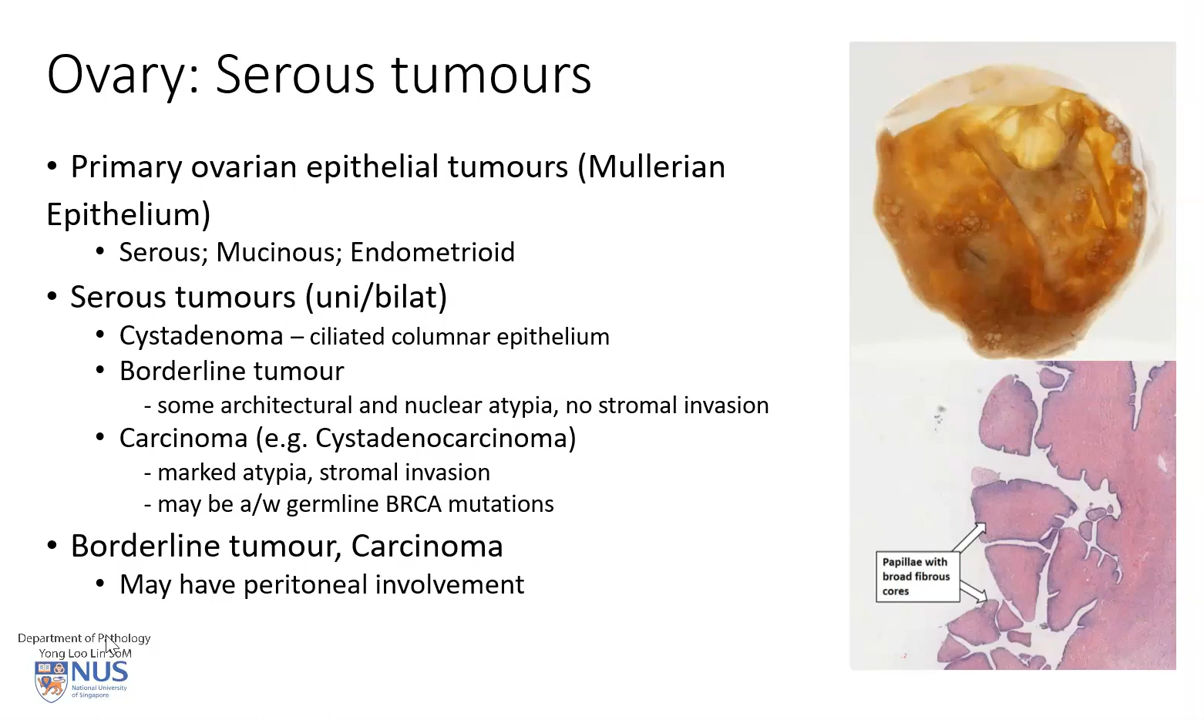 Ovary: Serous tumours
• Primary ovarian epithelial tumours (Mullerian
Epithelium)
• Serous; Mucinous; Endometrioid
• Serous tumours (uni/bilat)
• Cystadenoma – ciliated columnar epithelium
• Borderline tumour
- some architectural and nuclear atypia, no stromal invasion
• Carcinoma (e.g. Cystadenocarcinoma)
- marked atypia, stromal invasion
- may be a/w germline BRCA mutations
• Borderline tumour, Carcinoma
• May have peritoneal involvement
Papillae with
broad fibrous
cores
Department of Pathology
Yong Loo Lin SoM
NUS
National University
of Singapore